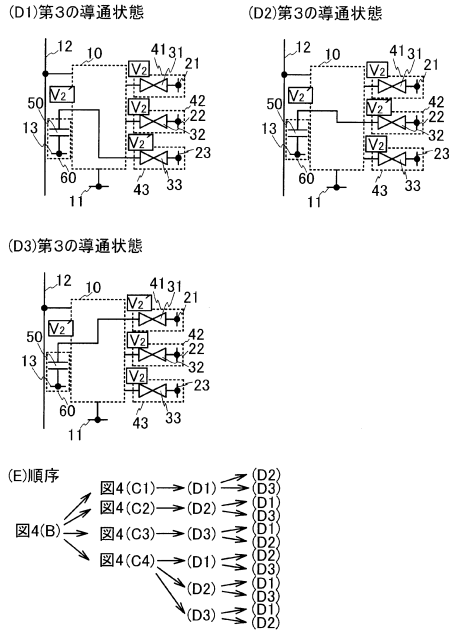 (D1)第3の導通状態
12
10
41 31 21
V2
50
V2
42
V2
22
13
32
V2
23
60
11
43
33
(D2)第3の導通状態
12
10
41 31 21
V2
50
V2
42
V2
22
13
32
V2
23
60
11
43
33
(D3)第3の導通状態
12
10
41 31 21
V2
50
V2
42
V2
22
13
32
V2
23
60
11
43
33
(E)順序
図4(B)
図4(C1) (D1) (D2)
(D3)
図4(C2) (D2) (D1)
(D3)
図4(C3) (D3) (D1)
(D2)
図4(C4) (D1) (D2)
(D3)
(D2) (D1)
(D3)
(D3) (D1)
(D2)